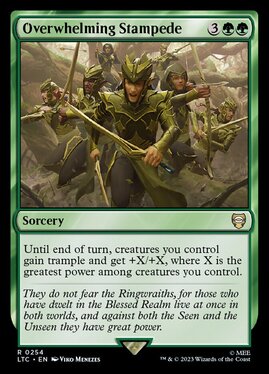 Overwhelming Stampede 3
Sorcery
Until end of turn, creatures you control
gain trample and get +X/+X, where X is the
greatest power among creatures you control.
They do not fear the Ringwraiths, for those who
have dwelt in the Blessed Realm live at once in
both worlds, and against both the Seen and the
Unseen they have great power.
R 0254
LTC • EN Viko Menezes
© MEE
™ & © 2023 Wizards of the Coast